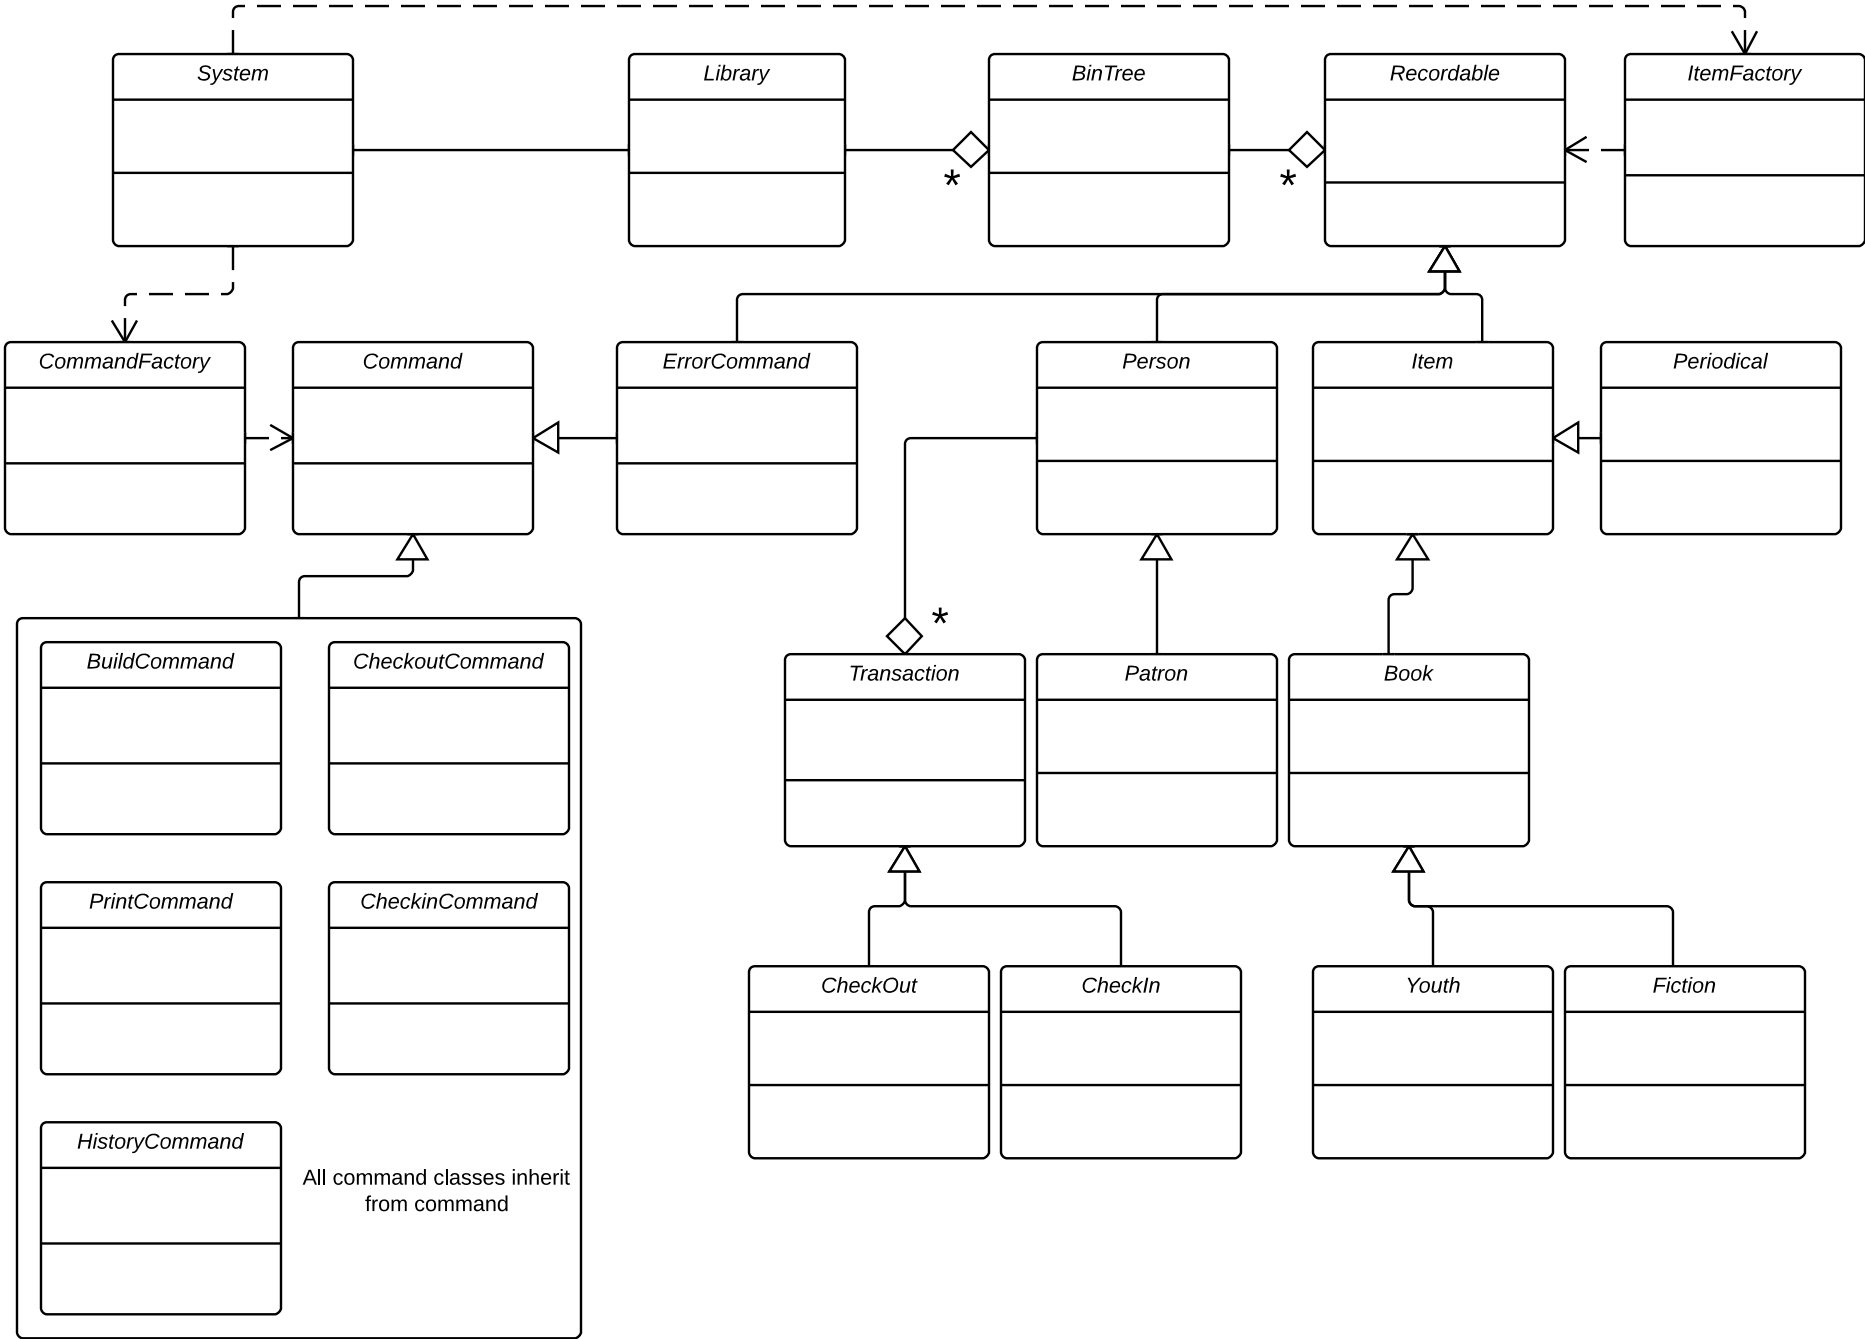 System
Library
BinTree
Recordable
ItemFactory
*
*
CommandFactory
Command
ErrorCommand
Person
Item
Periodical
*
BuildCommand
CheckoutCommand
Transaction
Patron
Book
PrintCommand
CheckinCommand
CheckOut
CheckIn
Youth
Fiction
HistoryCommand
All command classes inherit
from command